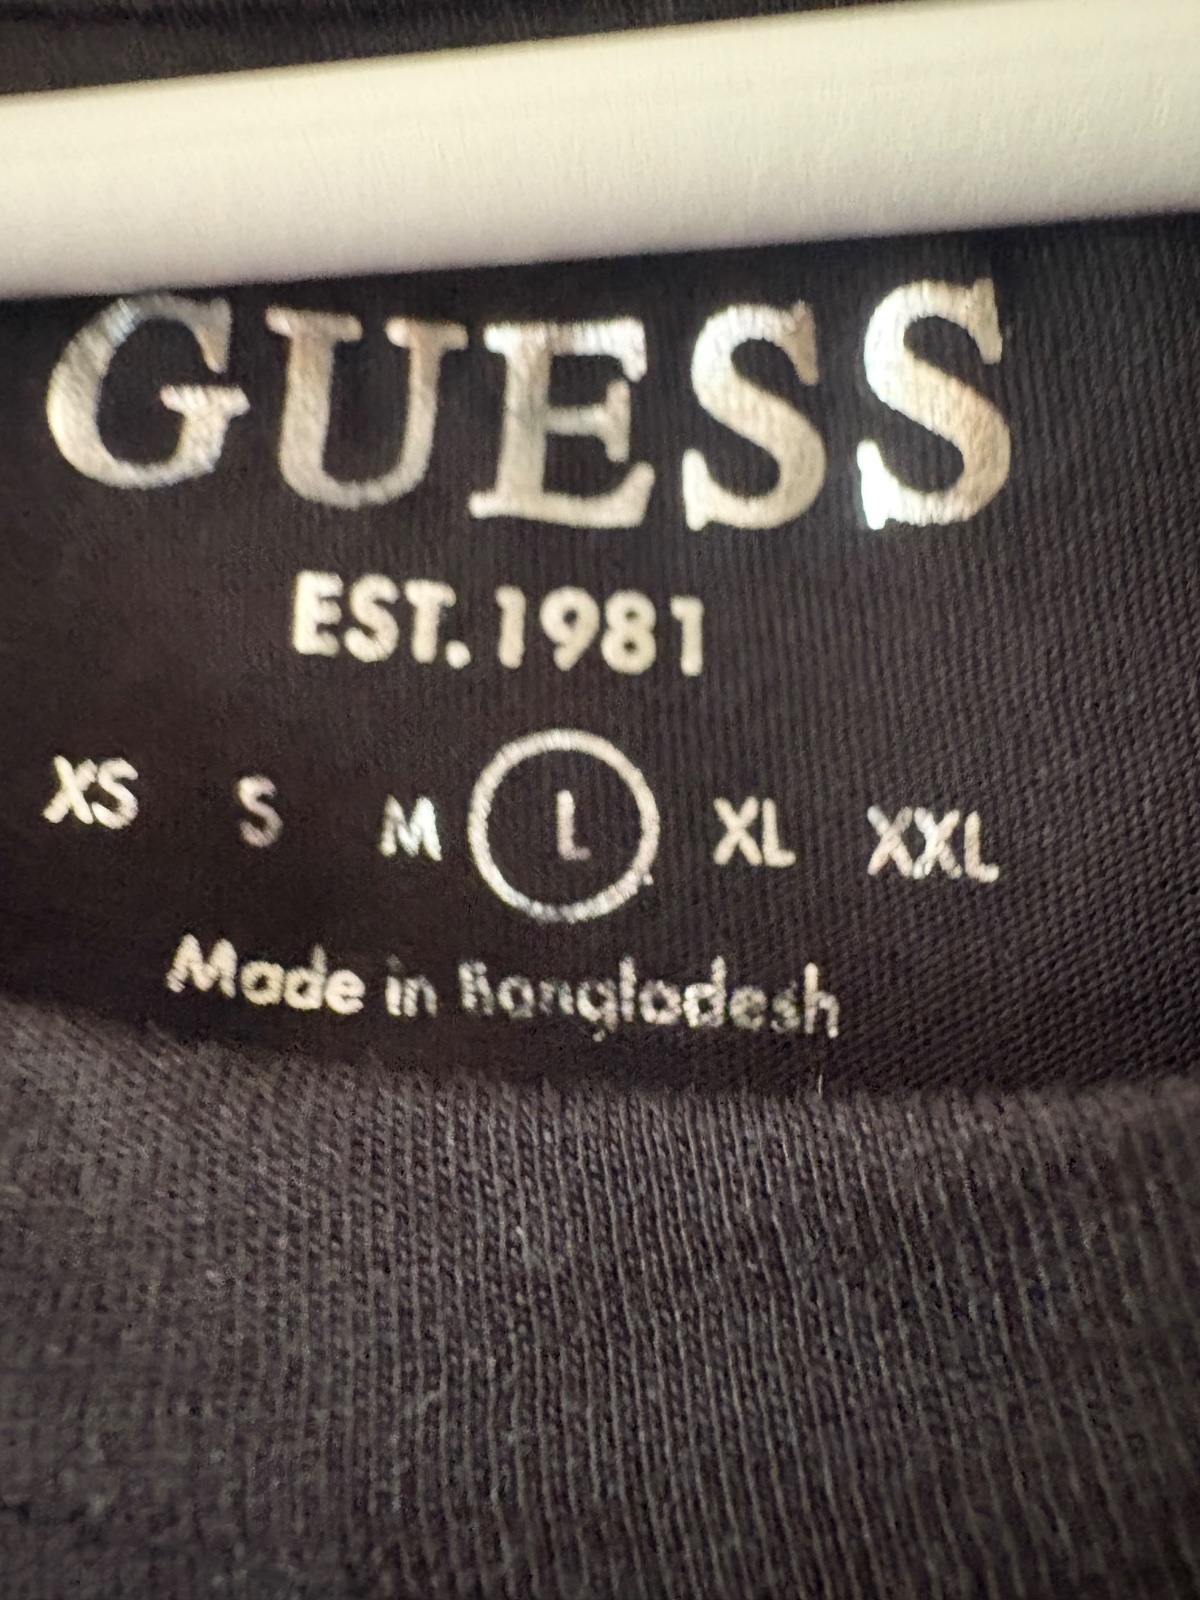 GUESS
EST. 1981
XS S M L XL XXL
Made in Bangladesh